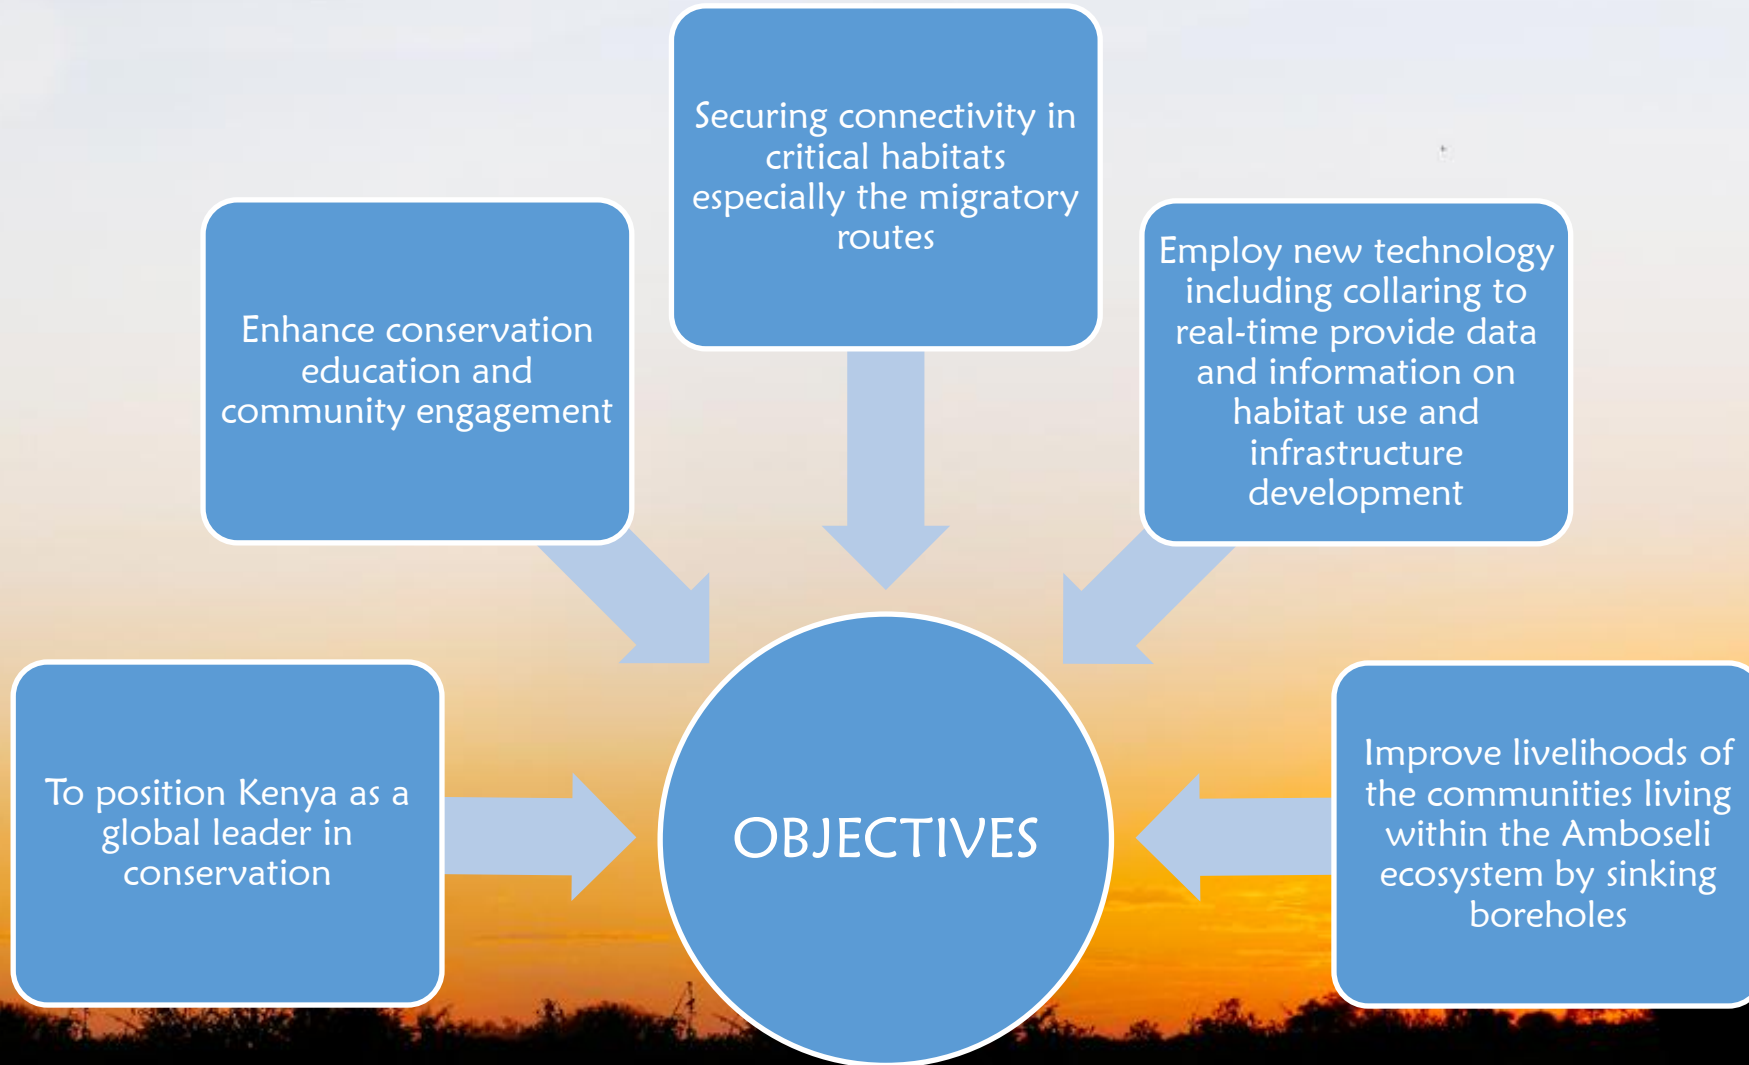 Securing connectivity in
critical habitats
especially the migratory
routes
Enhance conservation
education and
community engagement
Employ new technology
including collaring to
real-time provide data
and information on
habitat use and
infrastructure
development
To position Kenya as a
global leader in
conservation
OBJECTIVES
Improve livelihoods of
the communities living
within the Amboseli
ecosystem by sinking
boreholes